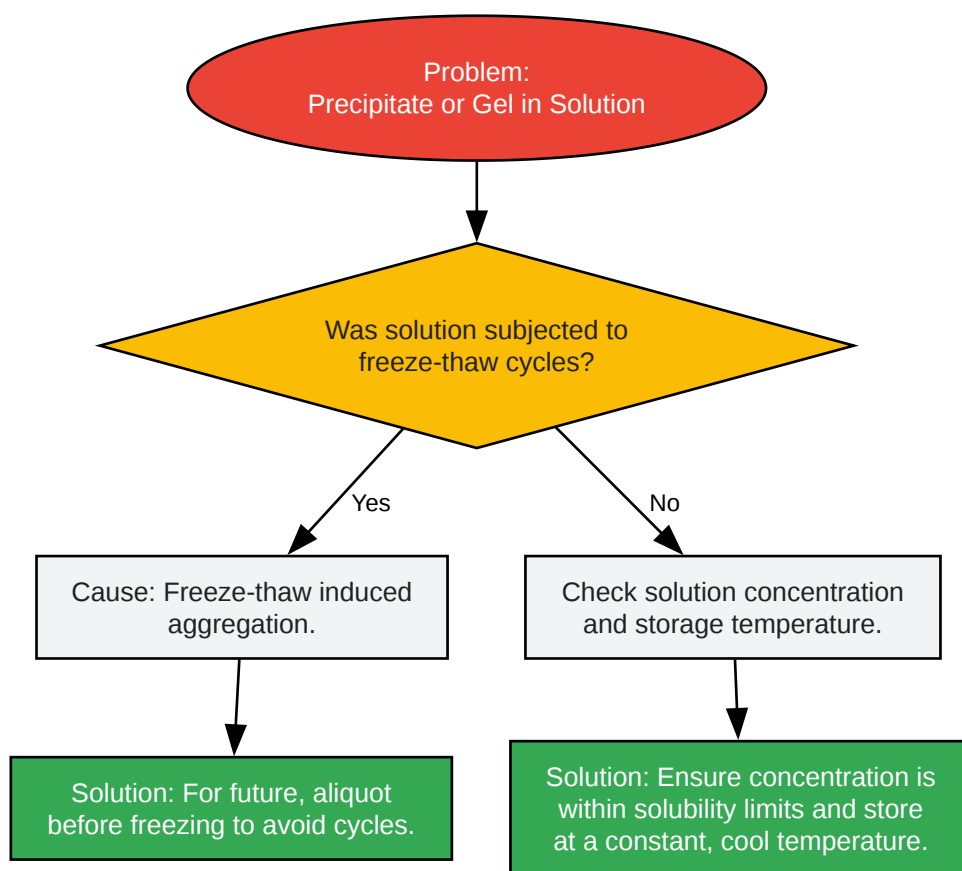 Problem:
Precipitate or Gel in Solution
Was solution subjected to
freeze-thaw cycles?
Yes
No
Cause: Freeze-thaw induced
aggregation.
Check solution concentration
and storage temperature.
Solution: For future, aliquot
before freezing to avoid cycles.
Solution: Ensure concentration is
within solubility limits and store
at a constant, cool temperature.